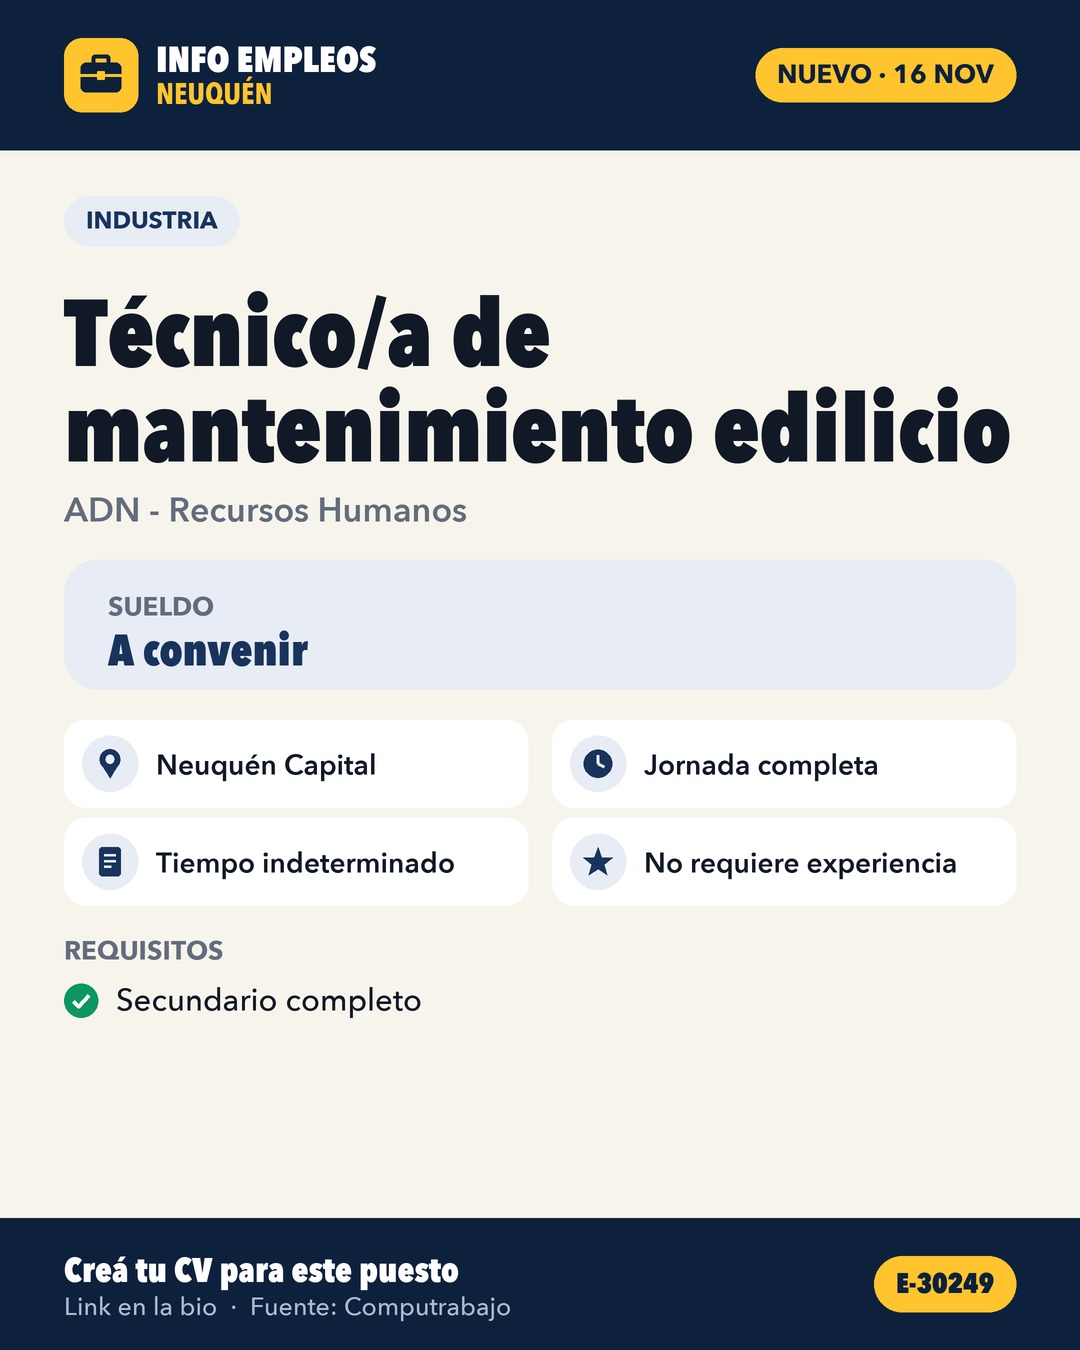 INFO EMPLEOS
NEUQUÉN
NUEVO · 16 NOV
INDUSTRIA
Técnico/a de
mantenimiento edilicio
ADN - Recursos Humanos
SUELDO
A convenir
Neuquén Capital
Jornada completa
Tiempo indeterminado
No requiere experiencia
REQUISITOS
Secundario completo
Creá tu CV para este puesto
Link en la bio · Fuente: Computrabajo
E-30249